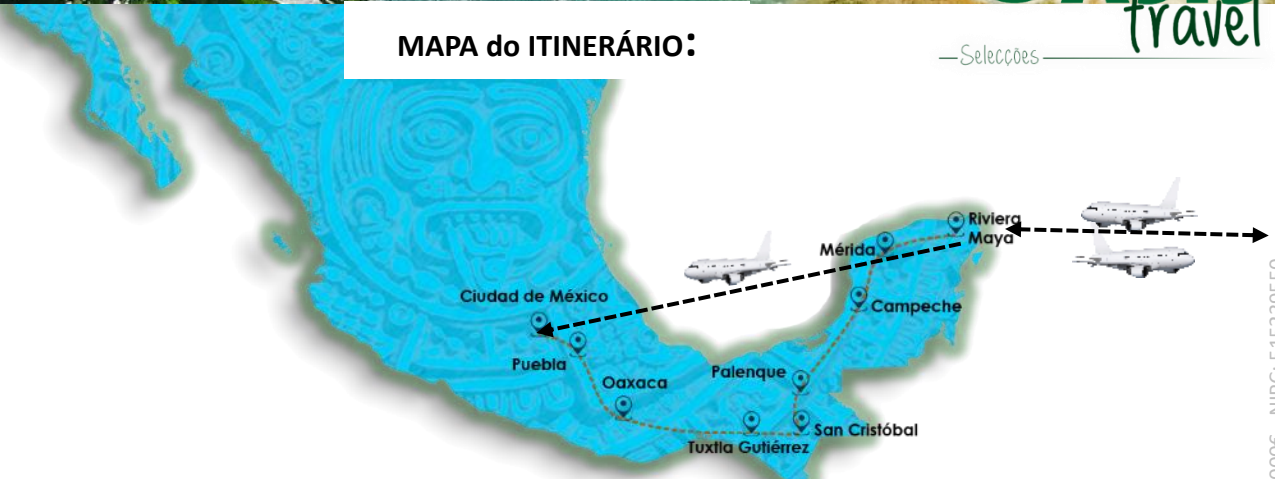 travel
MAPA do ITINERÁRIO:
Selecções
Riviera
Maya
Mérida
Ciudad de México
Campeche
Puebla
Palenque
Oaxaca
San Cristóbal
Tuxtla Gutiérrez